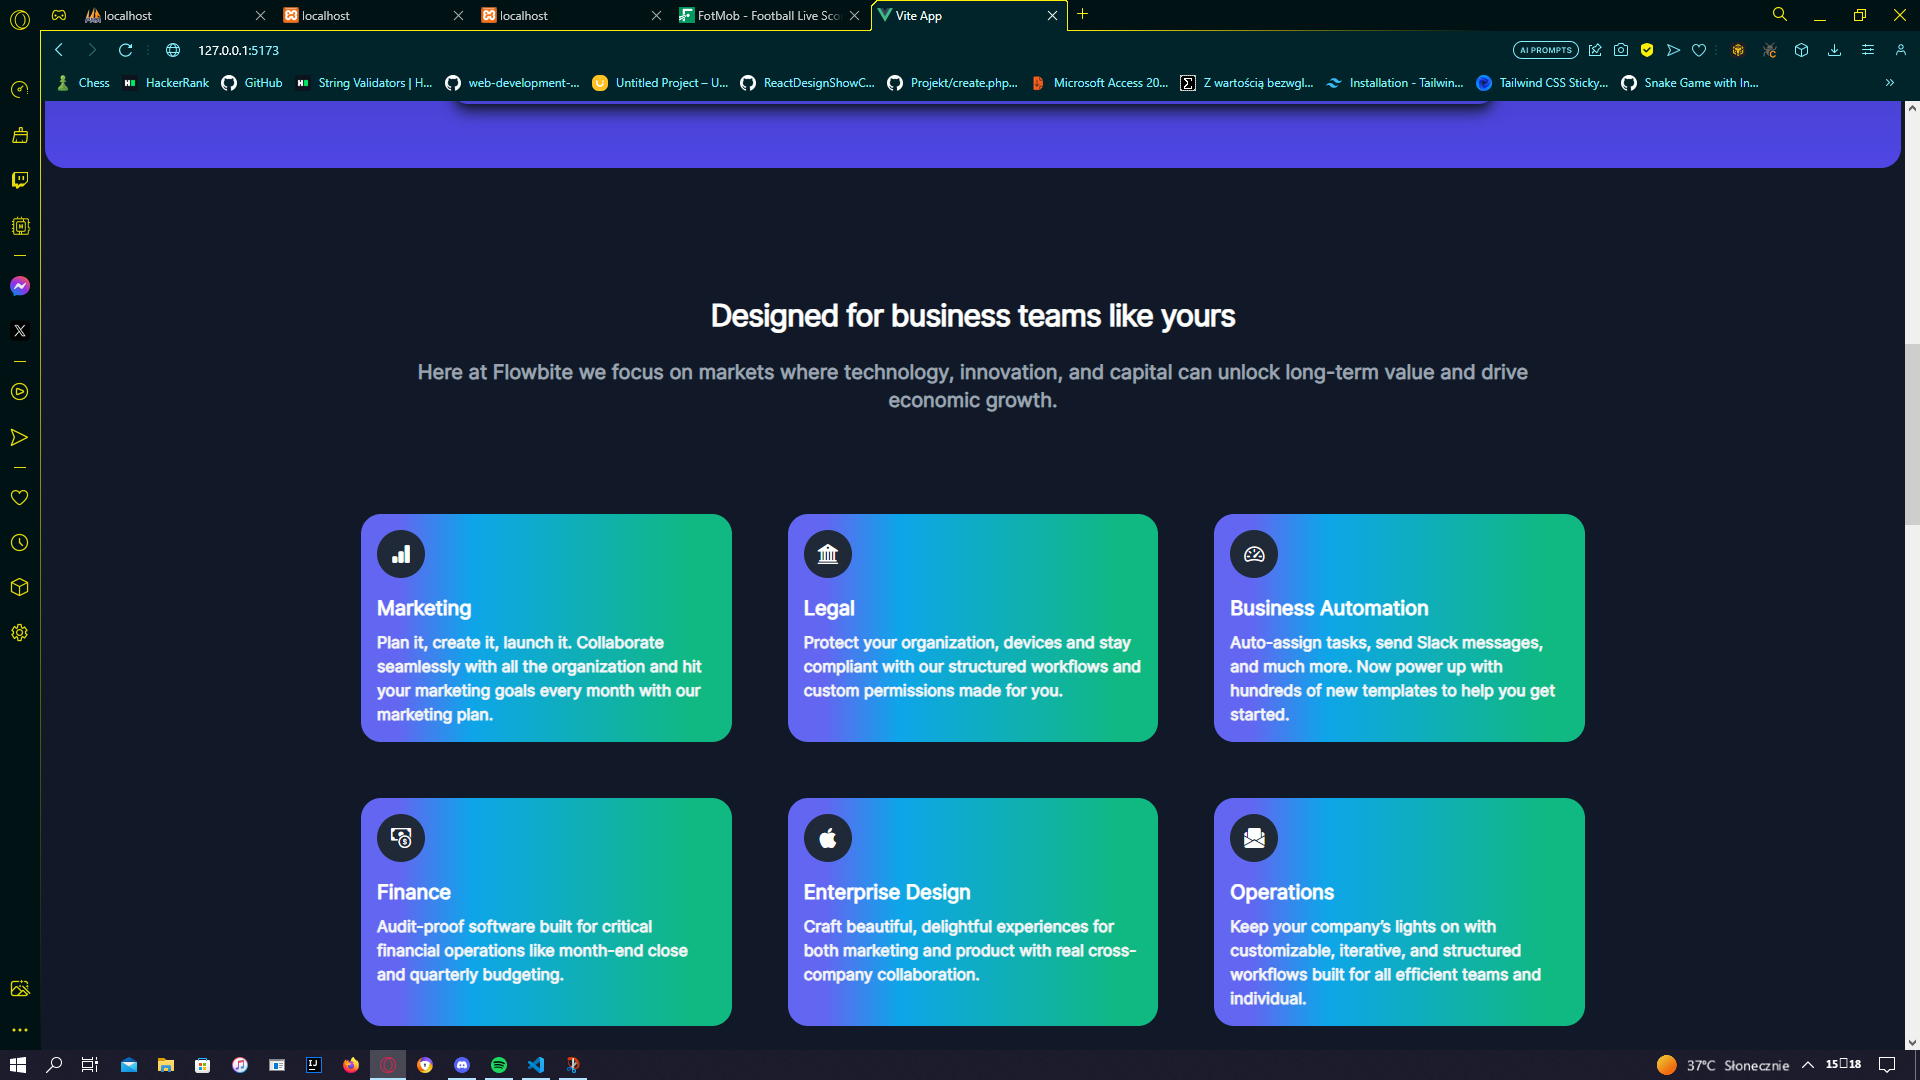 localhost
localhost
localhost
FotMob - Football Live Sco
Vite App
127.0.0.1:5173
AI PROMPTS
Chess
HackerRank
GitHub
String Validators | H...
web-development-...
Untitled Project – U...
ReactDesignShowC...
Projekt/create.php...
Microsoft Access 20...
Z wartością bezwgl...
Installation - Tailwin...
Tailwind CSS Sticky...
Snake Game with In...
Designed for business teams like yours
Here at Flowbite we focus on markets where technology, innovation, and capital can unlock long-term value and drive
economic growth.
Marketing
Plan it, create it, launch it. Collaborate
seamlessly with all the organization and hit
your marketing goals every month with our
marketing plan.
Legal
Protect your organization, devices and stay
compliant with our structured workflows and
custom permissions made for you.
Business Automation
Auto-assign tasks, send Slack messages,
and much more. Now power up with
hundreds of new templates to help you get
started.
Finance
Audit-proof software built for critical
financial operations like month-end close
and quarterly budgeting.
Enterprise Design
Craft beautiful, delightful experiences for
both marketing and product with real cross-
company collaboration.
Operations
Keep your company’s lights on with
customizable, iterative, and structured
workflows built for all efficient teams and
individual.
37°C Słonecznie
15▯18